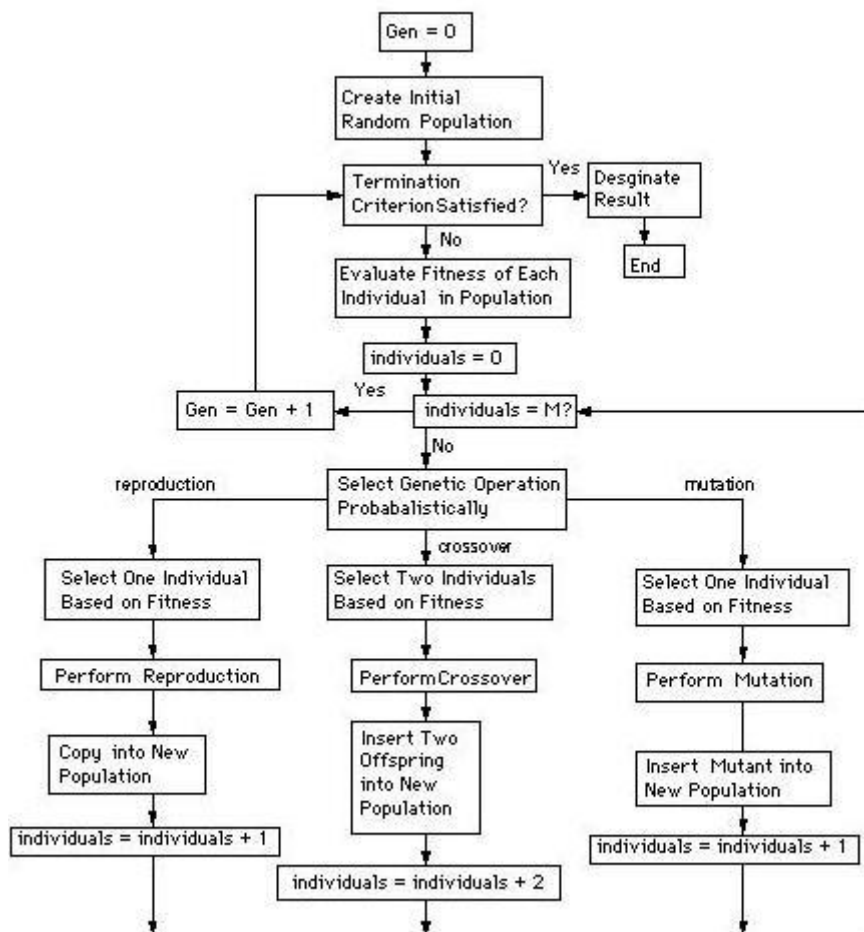 Gen = 0
Create Initial
Random Population
Termination
Criterion Satisfied?
Yes
Desginate
Result
End
No
Evaluate Fitness of Each
Individual in Population
individuals = 0
Yes
Gen = Gen + 1
individuals = M?
No
reproduction
Select Genetic Operation
Probabalistically
mutation
crossover
Select One Individual
Based on Fitness
Select Two Individuals
Based on Fitness
Select One Individual
Based on Fitness
Perform Reproduction
Perform Crossover
Perform Mutation
Copy into New
Population
Insert Two
Offspring
into New
Population
Insert Mutant into
New Population
individuals = individuals + 1
individuals = individuals + 2
individuals = individuals + 1